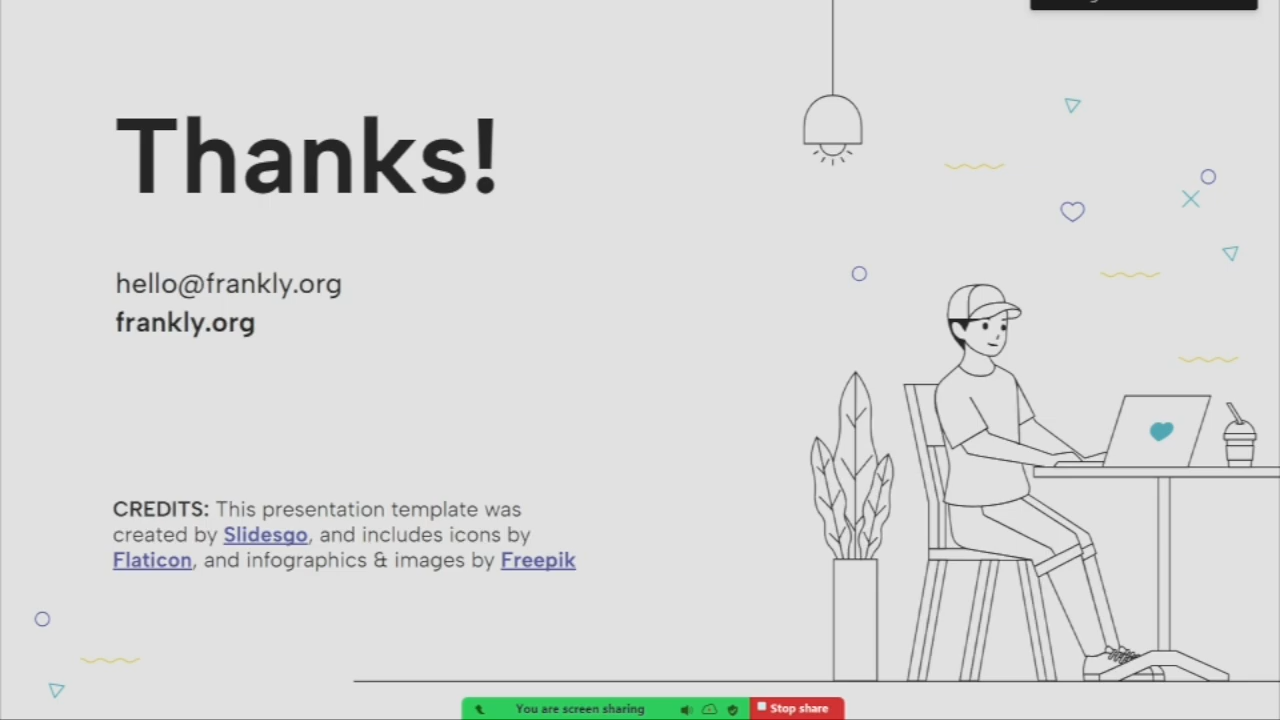 Thanks!
hello@frankly.org
frankly.org
CREDITS: This presentation template was
created by Slidesgo, and includes icons by
Flaticon, and infographics & images by Freepik
You are screen sharing
Stop share